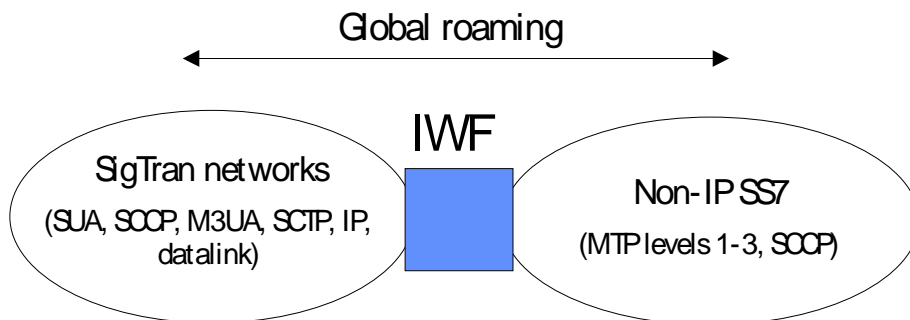 Global roaming
IWF
SigTran networks
(SUA, SCCP, M3UA, SCTP, IP,
datalink)
Non-IP SS7
(MTP levels 1-3, SCCP)